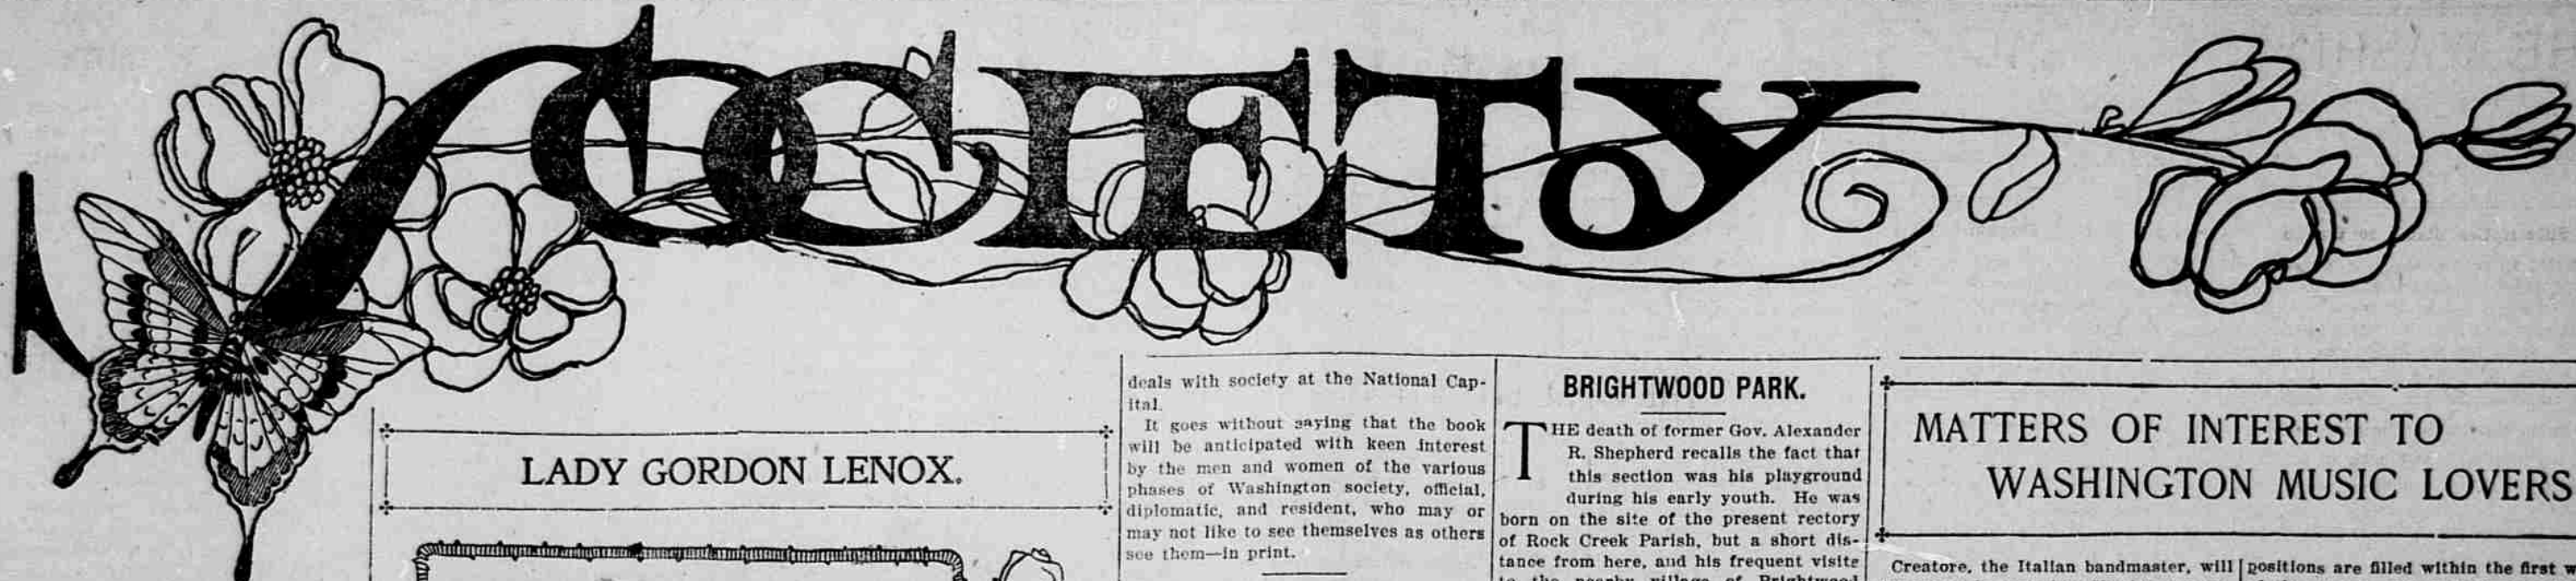 SOCIETY
LADY GORDON LENOX.
deals with society at the National Cap-
ital.
It goes without saying that the book
will be anticipated with keen interest
by the men and women of the various
phases of Washington society, official,
diplomatic, and resident, who may or
may not like to see themselves as others
see them—in print.
BRIGHTWOOD PARK.
THE death of former Gov. Alexander
R. Shepherd recalls the fact that
this section was his playground
during his early youth. He was
born on the site of the present rectory
of Rock Creek Parish, but a short dis-
tance from here, and his frequent visits
to the nearby village of Brightwood
MATTERS OF INTEREST TO
WASHINGTON MUSIC LOVERS
Creatore, the Italian bandmaster, will
positions are filled within the first